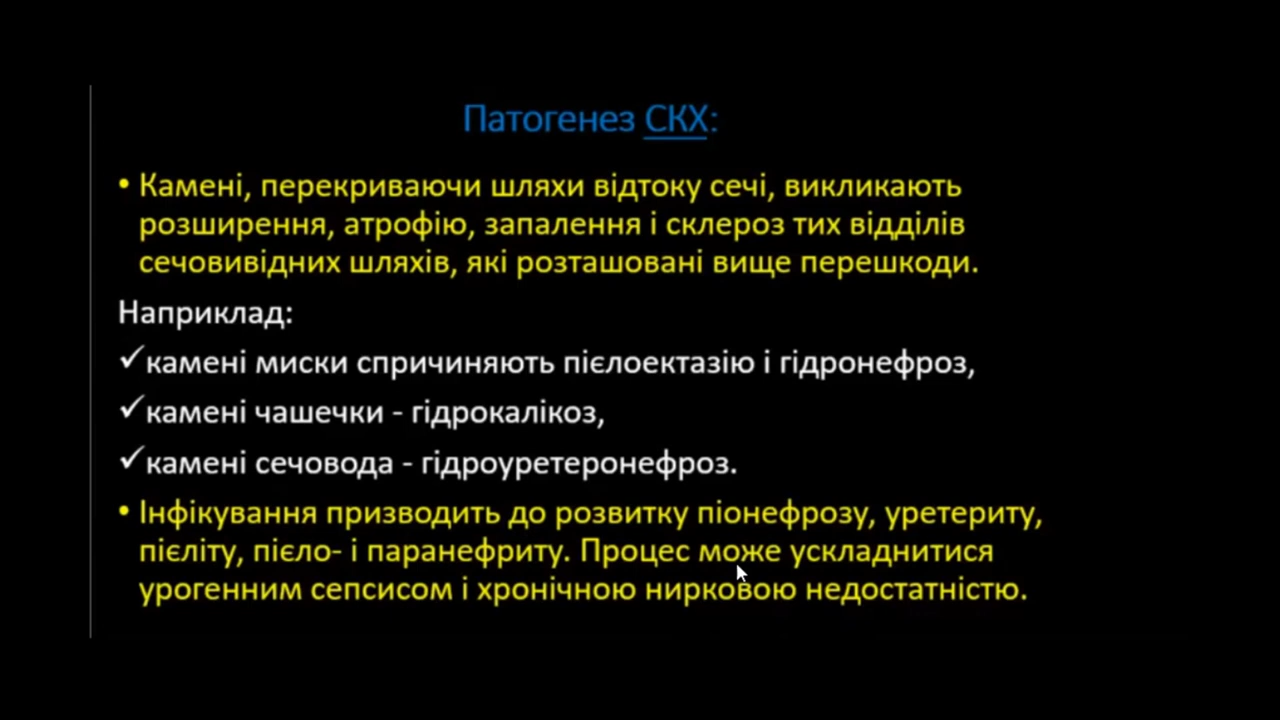 Патогенез СКХ:
• Камені, перекриваючи шляхи відтоку сечі, викликають
розширення, атрофію, запалення і склероз тих відділів
сечовивідних шляхів, які розташовані вище перешкоди.
Наприклад:
✓камені миски спричиняють пієлоектазію і гідронефроз,
✓камені чашечки - гідрокалікоз,
✓камені сечовода - гідроуретеронефроз.
• Інфікування призводить до розвитку піонефрозу, уретериту,
пієліту, пієло- і паранефриту. Процес може ускладнитися
урогенним сепсисом і хронічною нирковою недостатністю.